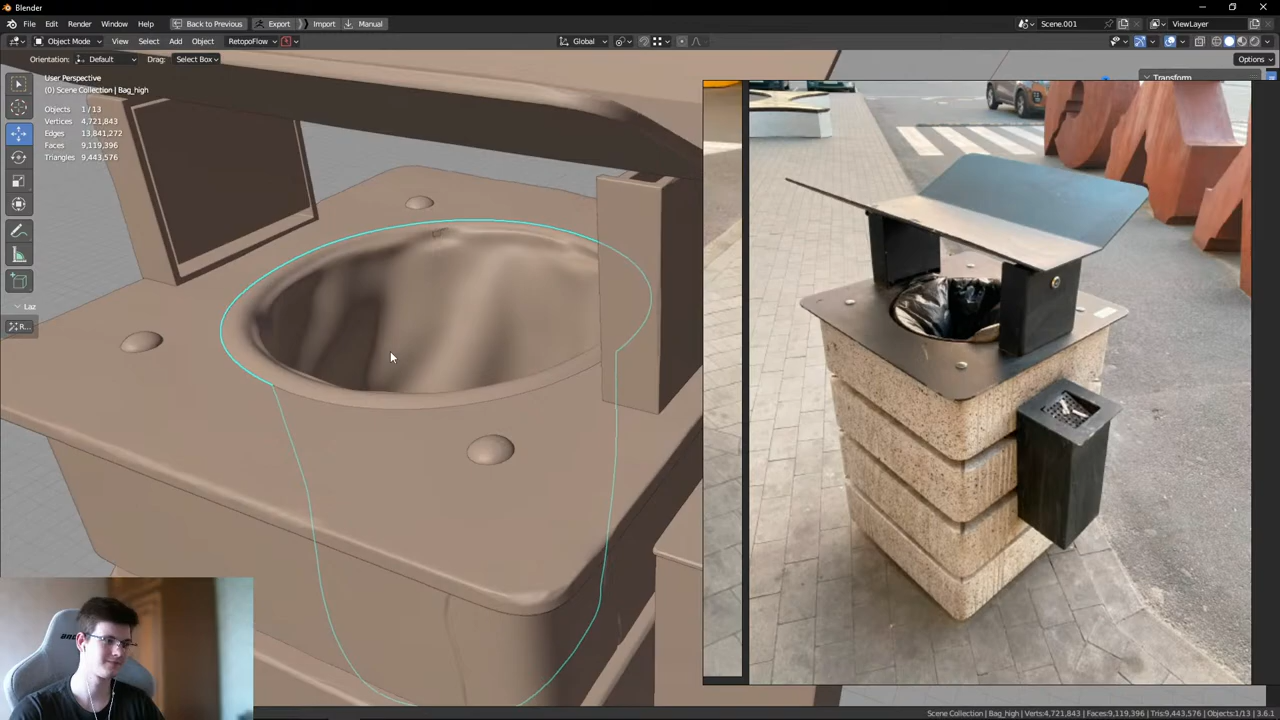 Blender
File Edit Render Window Help Back to Previous Export Import Manual Scene.001 ViewLayer
Object Mode View Select Add Object RetopoFlow Global
Orientation: Default Drag: Select Box Options
User Perspective
(0) Scene Collection | Bag_high
Transform
Objects 1 / 13
Vertices 4,721,843
Edges 13,841,272
Faces 9,119,396
Triangles 9,443,576
Laz
R...
Scene Collection | Bag_high Verts:4,721,843 Faces:9,119,396 Tris:9,443,576 Objects:1/13 3.6.1